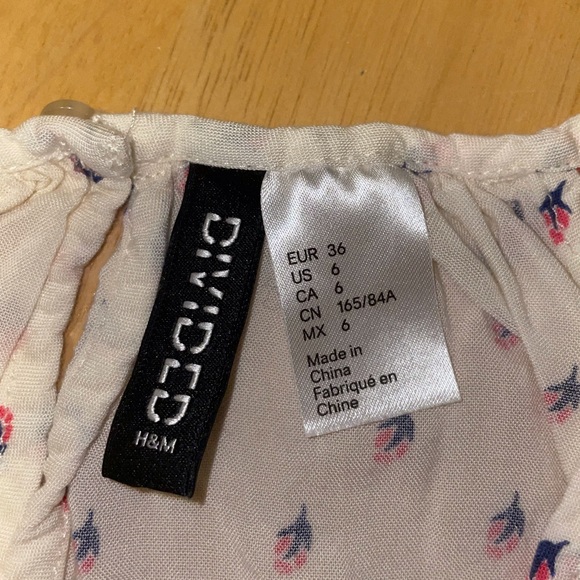 DIVIDED
H&M
EUR 36
US 6
CA 6
CN 165/84A
MX 6
Made in
China
Fabriqué en
Chine